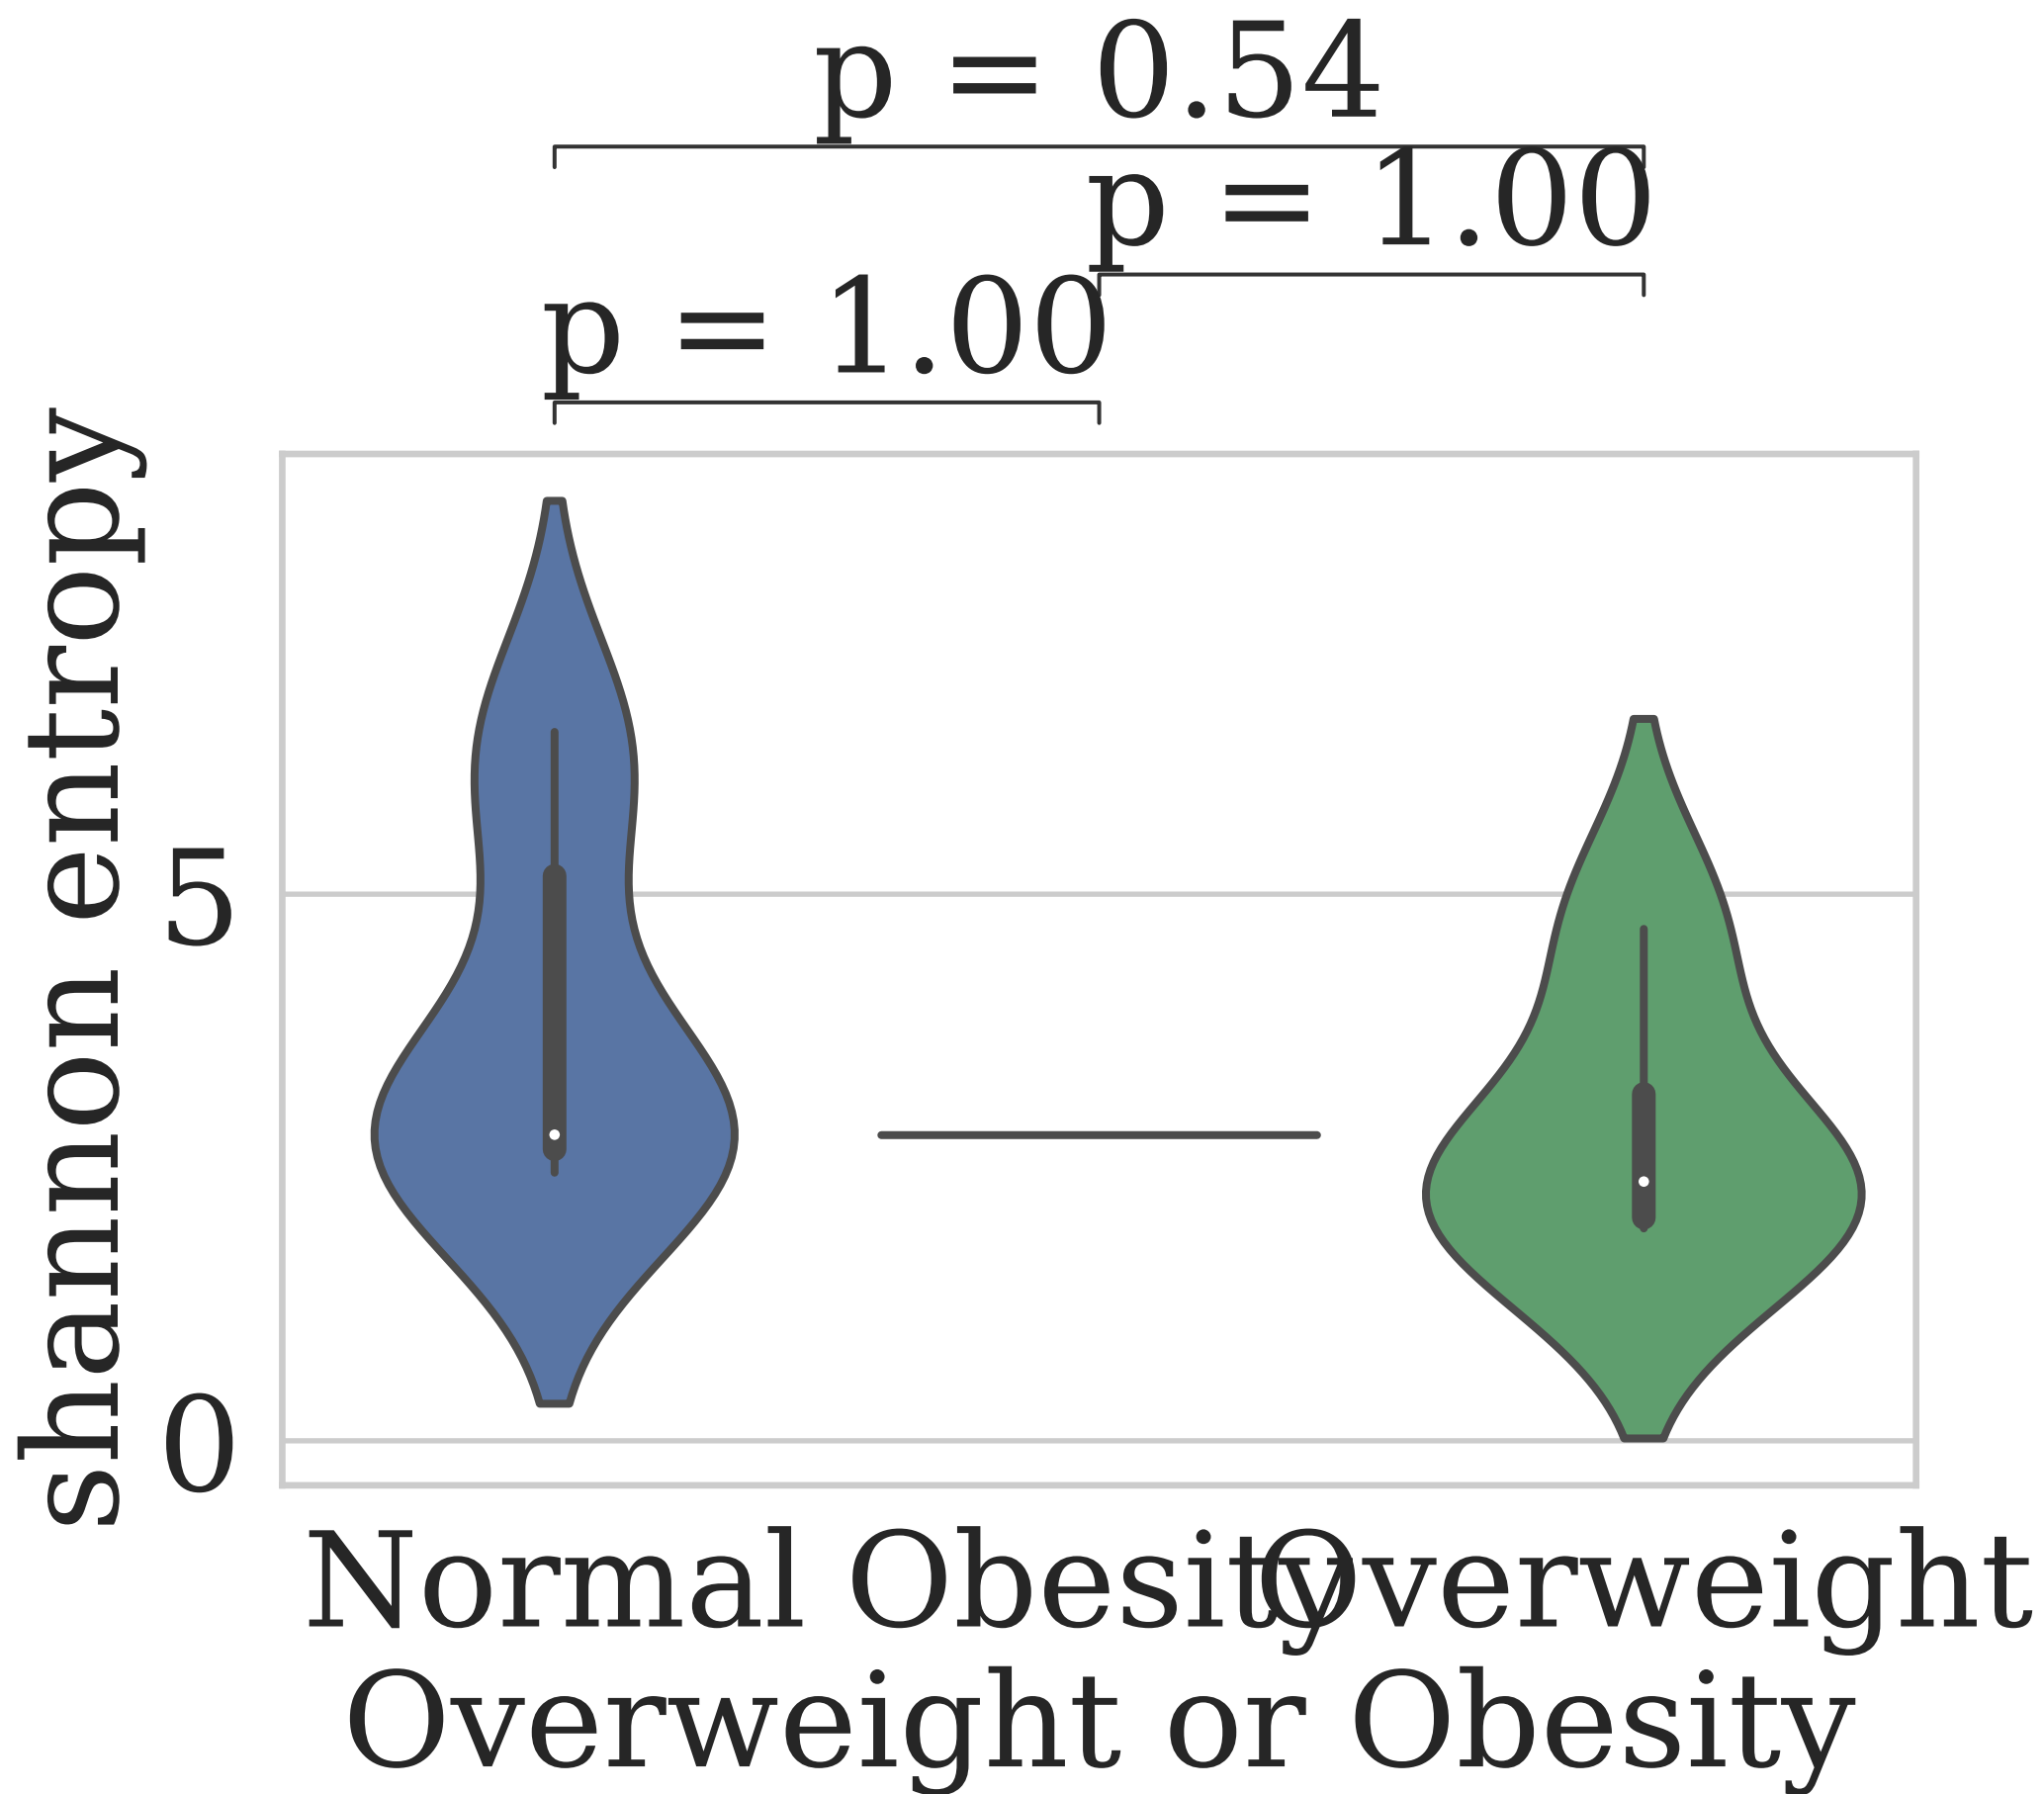 p = 0.54
p = 1.00
p = 1.00
shannon entropy
5
0
Normal Obesity Overweight
Overweight or Obesity